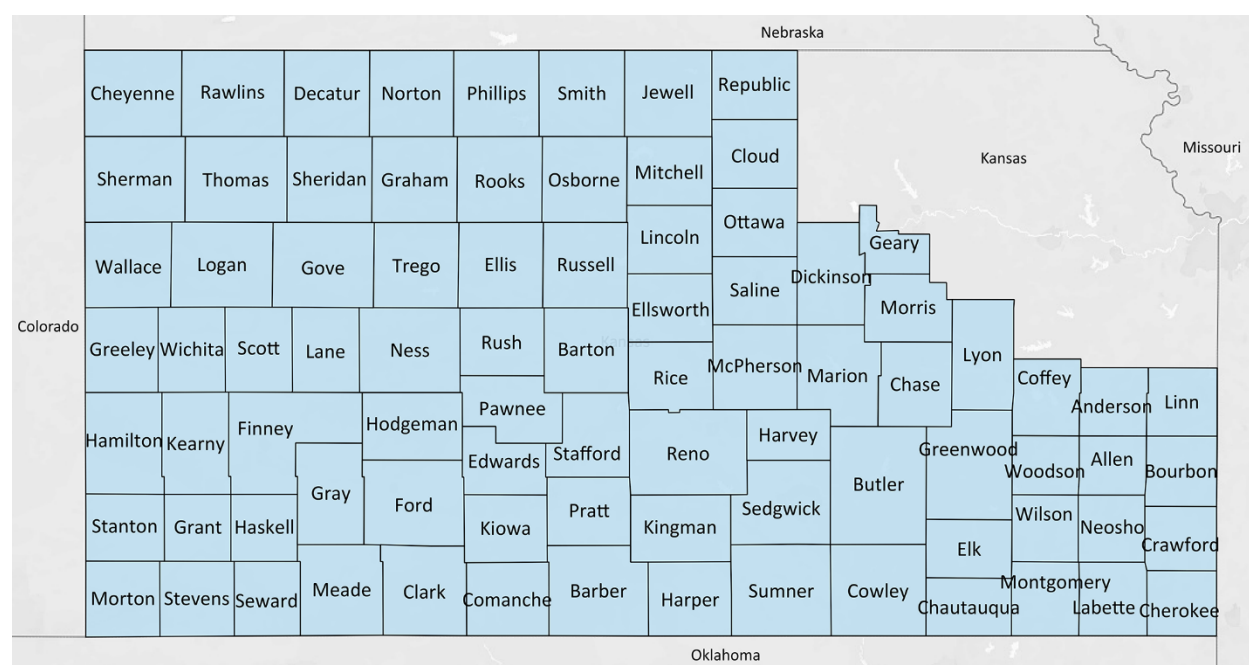 Nebraska
Cheyenne Rawlins Decatur Norton Phillips Smith Jewell Republic
Cloud Kansas Missouri
Sherman Thomas Sheridan Graham Rooks Osborne Mitchell
Ottawa
Lincoln Geary
Wallace Logan Gove Trego Ellis Russell Dickinson
Saline
Ellsworth Morris
Colorado
Greeley Wichita Scott Lane Ness Rush Barton Kansas Lyon
Rice McPherson Marion Chase Coffey
Anderson Linn
Pawnee
Hamilton Kearny Finney Hodgeman Harvey
Edwards Stafford Reno Greenwood Allen
Woodson Bourbon
Gray Ford Butler
Stanton Grant Haskell Kiowa Pratt Kingman Sedgwick Wilson Neosho
Elk Crawford
Morton Stevens Seward Meade Clark Comanche Barber Harper Sumner Cowley Montgomery
Chautauqua Labette Cherokee
Oklahoma